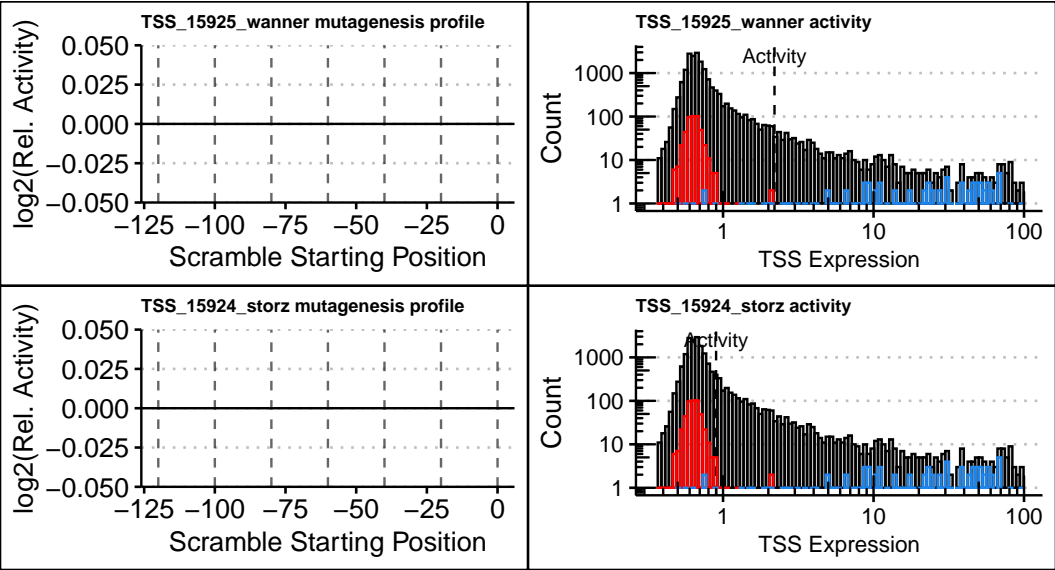 TSS_15925_wanner mutagenesis profile
log2(Rel. Activity)
0.050
0.025
0.000
−0.025
−0.050
−125 −100 −75 −50 −25 0
Scramble Starting Position
TSS_15925_wanner activity
Activity
Count
1000
100
10
1
1 10 100
TSS Expression
TSS_15924_storz mutagenesis profile
log2(Rel. Activity)
0.050
0.025
0.000
−0.025
−0.050
−125 −100 −75 −50 −25 0
Scramble Starting Position
TSS_15924_storz activity
Activity
Count
1000
100
10
1
1 10 100
TSS Expression